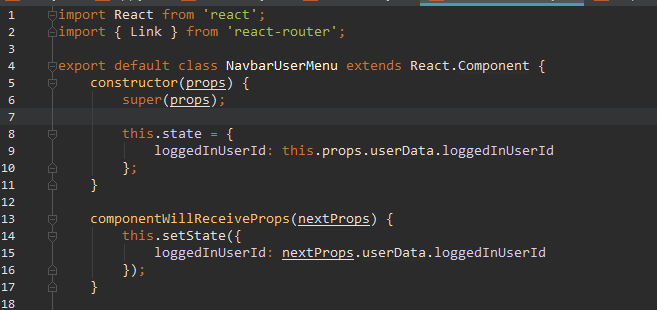 1 import React from 'react';
2 import { Link } from 'react-router';
3
4 export default class NavbarUserMenu extends React.Component {
5     constructor(props) {
6         super(props);
7
8         this.state = {
9             loggedInUserId: this.props.userData.loggedInUserId
10         };
11     }
12
13     componentWillReceiveProps(nextProps) {
14         this.setState({
15             loggedInUserId: nextProps.userData.loggedInUserId
16         });
17     }
18